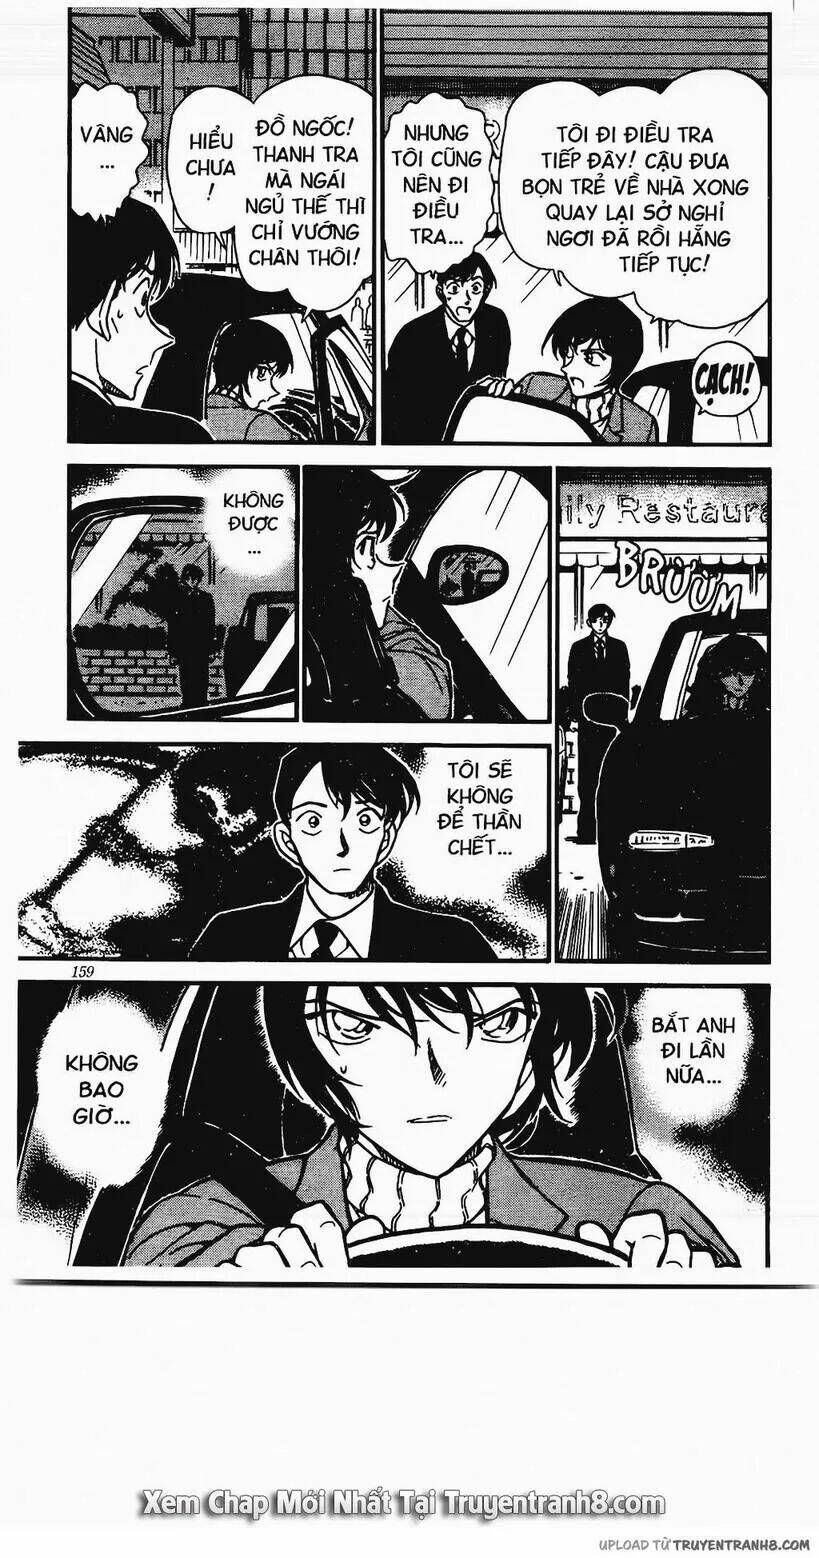 TÔI ĐI ĐIỀU TRA
TIẾP ĐÂY! CẬU ĐƯA
BỌN TRẺ VỀ NHÀ XONG
QUAY LẠI SỞ NGHỈ
NGƠI ĐÃ RỒI HẴNG
TIẾP TỤC!
CẠCH!
NHƯNG
TÔI CŨNG
NÊN ĐI
ĐIỀU
TRA...
ĐỒ NGỐC!
THANH TRA
MÀ NGÁI
NGỦ THẾ THÌ
CHỈ VƯỚNG
CHÂN THÔI!
HIỂU
CHƯA
!
VÂNG
...
ily Restaura
BRỪÙM
KHÔNG
ĐƯỢC
...
TÔI SẼ
KHÔNG
ĐỂ THẦN
CHẾT...
159
BẮT ANH
ĐI LẦN
NỮA...
KHÔNG
BAO
GIỜ...
Xem Chap Mới Nhất Tại Truyentranh8.com
UPLOAD TỪ TRUYENTRANH8.COM